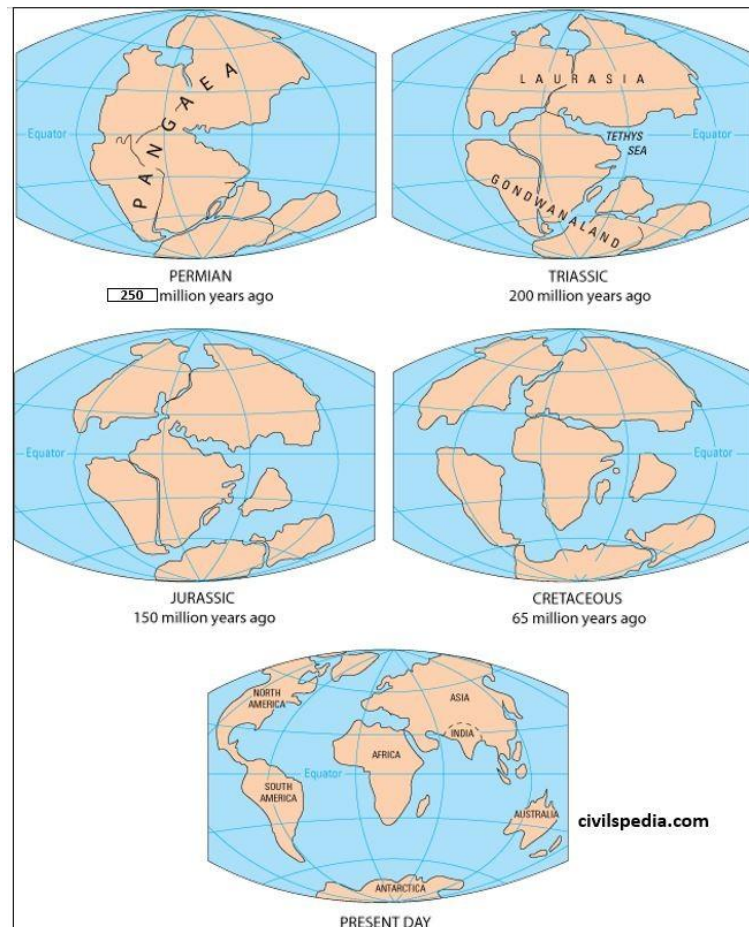 PANGAEA
Equator
PERMIAN
250 million years ago
LAURASIA
TETHYS
SEA
Equator
GONDWANALAND
TRIASSIC
200 million years ago
Equator
JURASSIC
150 million years ago
Equator
CRETACEOUS
65 million years ago
NORTH
AMERICA
ASIA
INDIA
AFRICA
Equator
SOUTH
AMERICA
AUSTRALIA
civilspedia.com
ANTARCTICA
PRESENT DAY